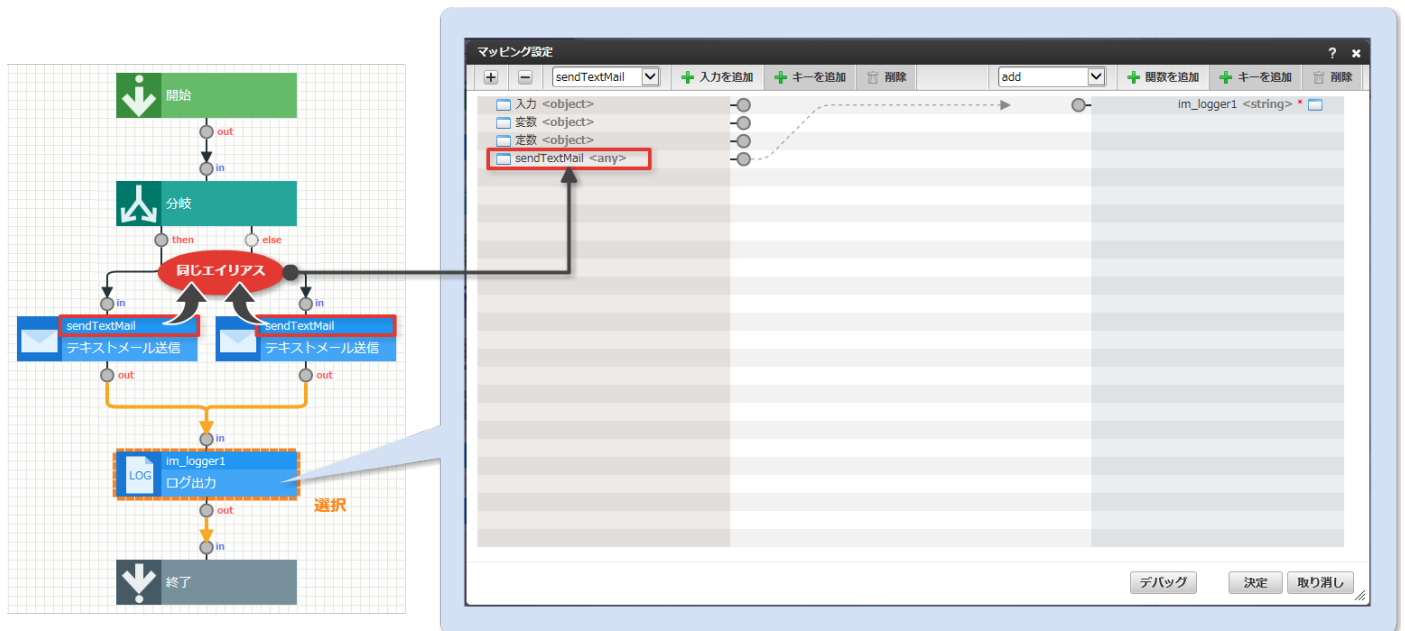 開始
out
in
分岐
then
else
同じエイリアス
in
in
sendTextMail
テキストメール送信
sendTextMail
テキストメール送信
out
out
in
LOG
im_logger1
ログ出力
選択
out
in
終了
マッピング設定
?
sendTextMail
入力を追加
キーを追加
削除
add
関数を追加
キーを追加
削除
入力 <object>
im_logger1 <string> *
変数 <object>
定数 <object>
sendTextMail <any>
デバッグ
決定
取り消し